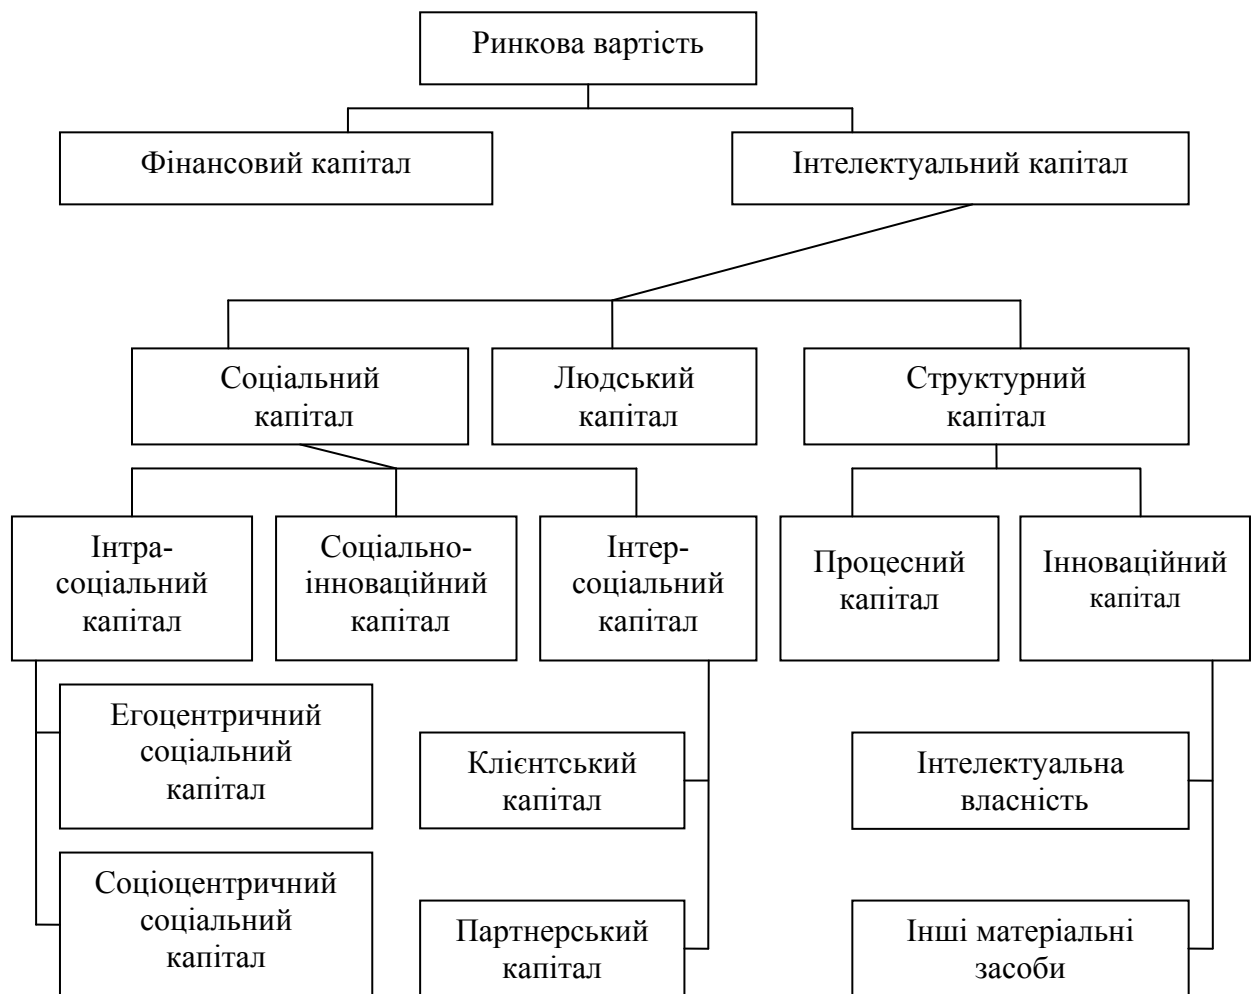 Ринкова вартість
Фінансовий капітал
Інтелектуальний капітал
Соціальний
капітал
Людський
капітал
Структурний
капітал
Інтра-
соціальний
капітал
Соціально-
інноваційний
капітал
Інтер-
соціальний
капітал
Процесний
капітал
Інноваційний
капітал
Егоцентричний
соціальний
капітал
Клієнтський
капітал
Інтелектуальна
власність
Соціоцентричний
соціальний
капітал
Партнерський
капітал
Інші матеріальні
засоби